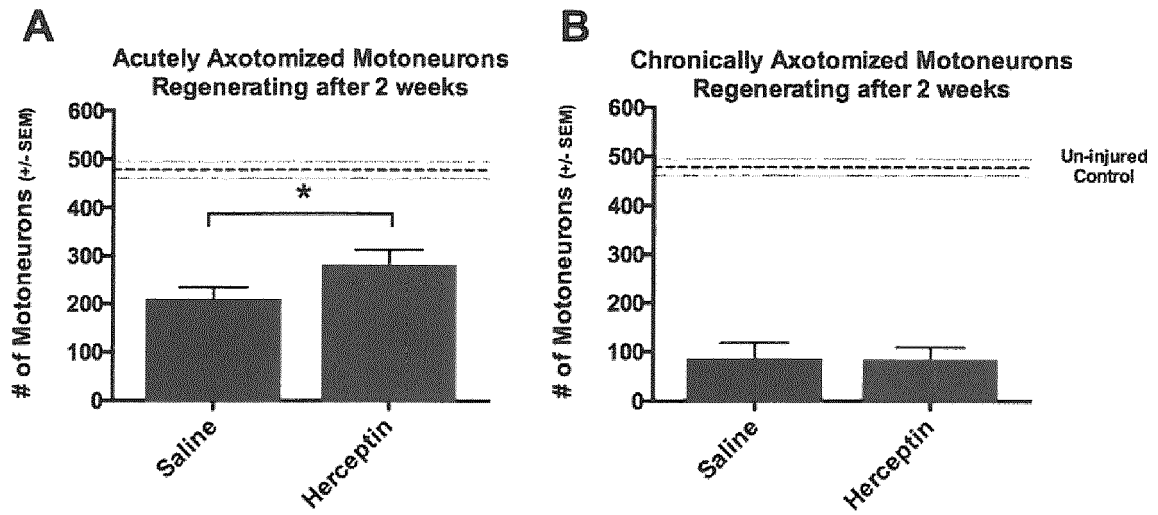 A
Acutely Axotomized Motoneurons
Regenerating after 2 weeks
# of Motoneurons (+/- SEM)
600
500
400
300
200
100
0
*
Saline
Herceptin
B
Chronically Axotomized Motoneurons
Regenerating after 2 weeks
# of Motoneurons (+/- SEM)
600
500
400
300
200
100
0
Saline
Herceptin
Un-injured
Control